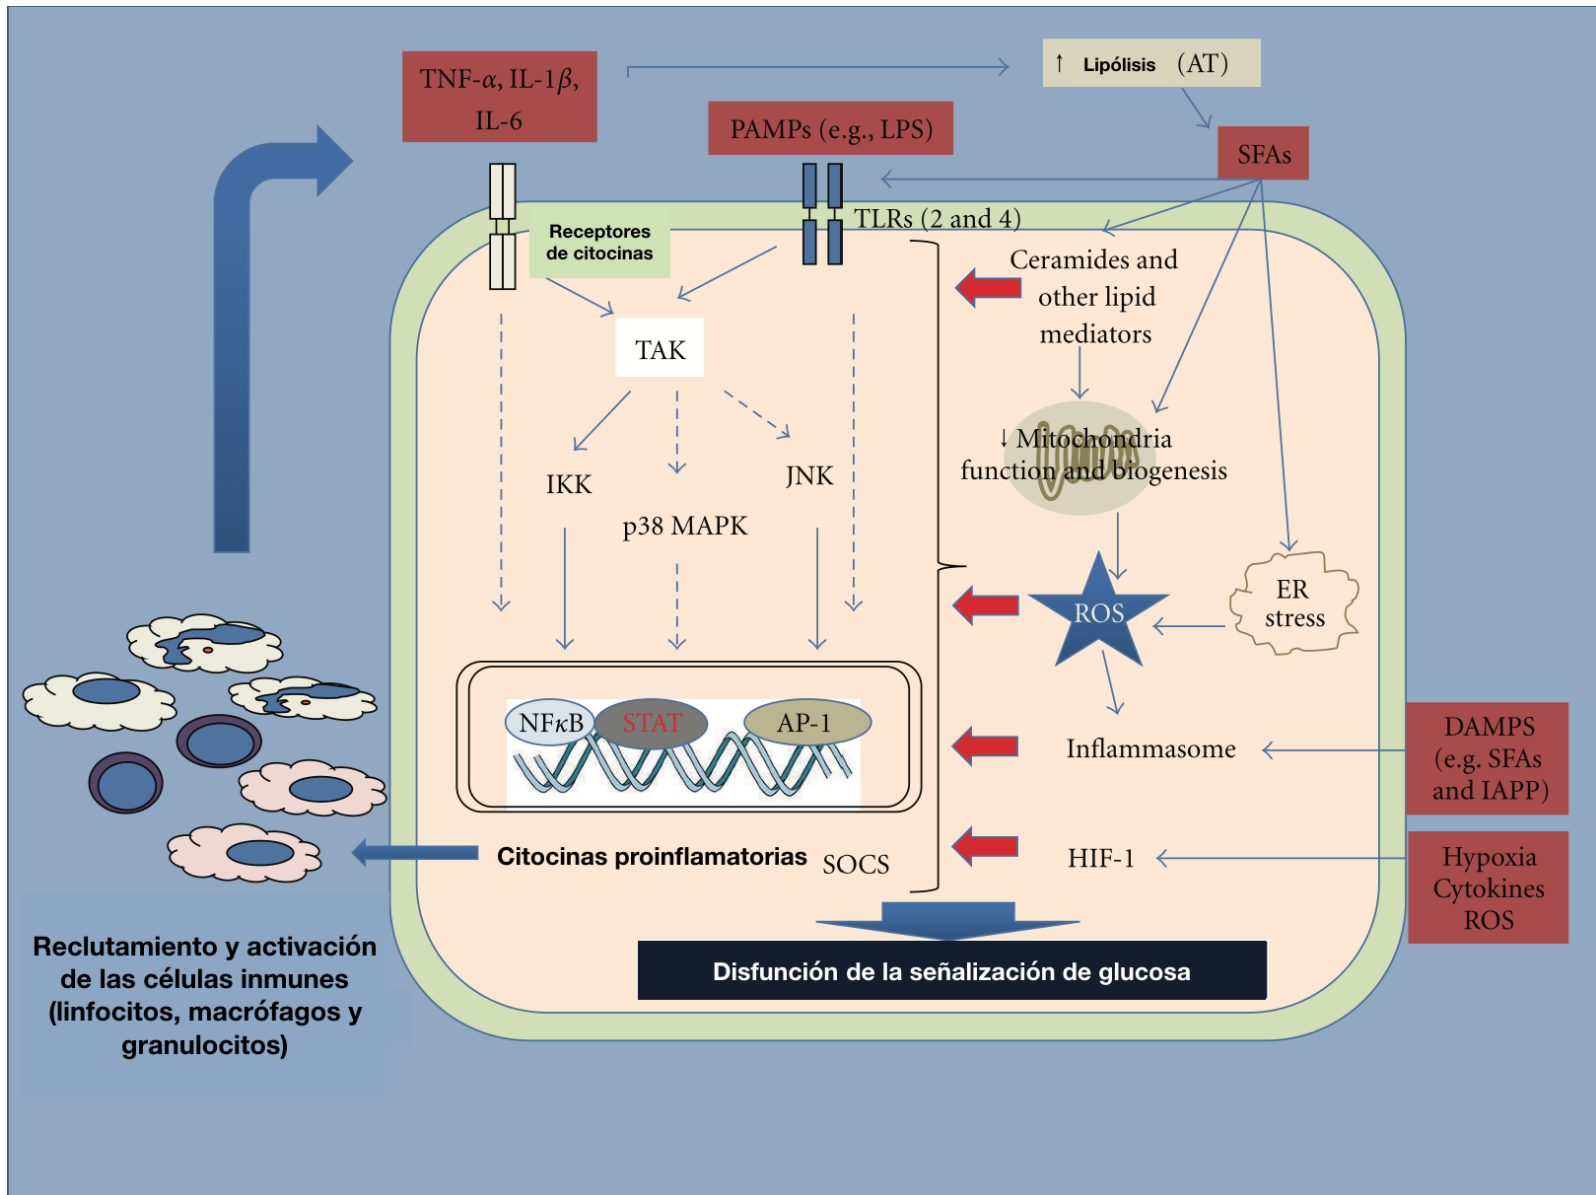 TNF-α, IL-1β,
IL-6
↑ Lipólisis (AT)
PAMPs (e.g., LPS)
SFAs
TLRs (2 and 4)
Receptores
de citocinas
Ceramides and
other lipid
mediators
TAK
↓ Mitochondria
function and biogenesis
IKK
JNK
p38 MAPK
ROS
ER
stress
NFκB
STAT
AP-1
Inflammasome
DAMPS
(e.g. SFAs
and IAPP)
Citocinas proinflamatorias
SOCS
HIF-1
Hypoxia
Cytokines
ROS
Reclutamiento y activación
de las células inmunes
(linfocitos, macrófagos y
granulocitos)
Disfunción de la señalización de glucosa